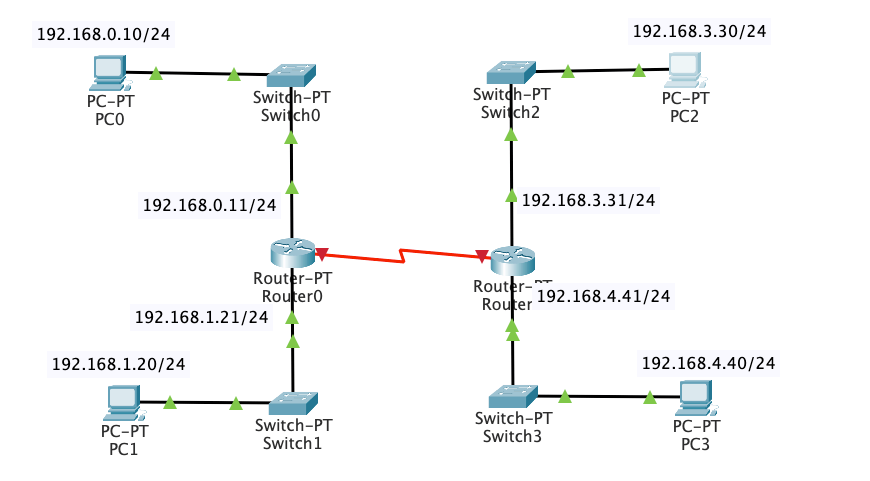 192.168.0.10/24
192.168.3.30/24
PC-PT
PC0
Switch-PT
Switch0
Switch-PT
Switch2
PC-PT
PC2
192.168.0.11/24
192.168.3.31/24
Router-PT
Router0
Router-PT
Router
192.168.4.41/24
192.168.1.21/24
192.168.1.20/24
192.168.4.40/24
PC-PT
PC1
Switch-PT
Switch1
Switch-PT
Switch3
PC-PT
PC3